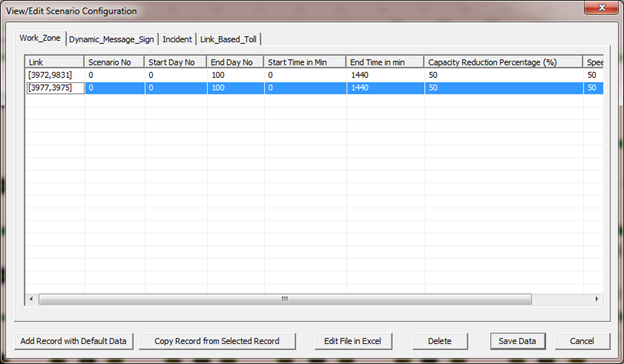 View/Edit Scenario Configuration
Work_Zone Dynamic_Message_Sign Incident Link_Based_Toll
Link Scenario No Start Day No End Day No Start Time in Min End Time in min Capacity Reduction Percentage (%) Spee
[3972,9831] 0 0 100 0 1440 50 50
[3977,3975] 0 0 100 0 1440 50 50
Add Record with Default Data Copy Record from Selected Record Edit File in Excel Delete Save Data Cancel